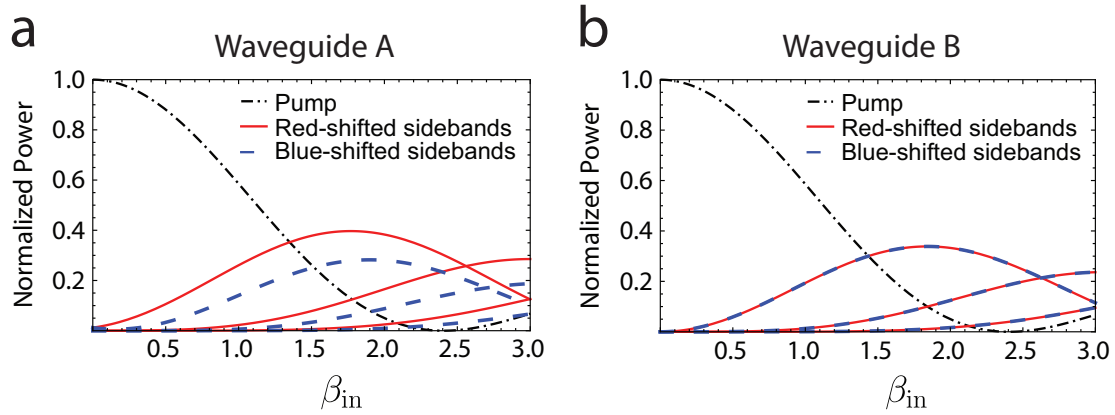 a
Waveguide A
1.0
0.8
0.6
0.4
0.2
0.5
1.0
1.5
2.0
2.5
3.0
Normalized Power
Pump
Red-shifted sidebands
Blue-shifted sidebands
β_in
b
Waveguide B
1.0
0.8
0.6
0.4
0.2
0.5
1.0
1.5
2.0
2.5
3.0
Normalized Power
Pump
Red-shifted sidebands
Blue-shifted sidebands
β_in